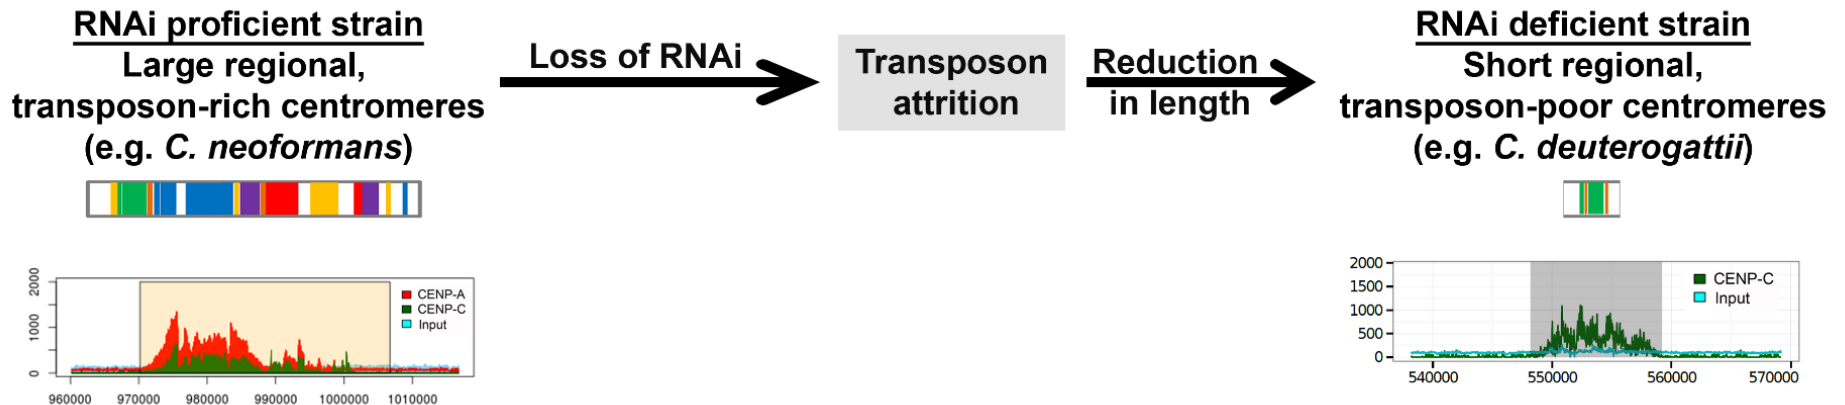 RNAi proficient strain
Large regional,
transposon-rich centromeres
(e.g. C. neoformans)
Loss of RNAi
Transposon
attrition
Reduction
in length
RNAi deficient strain
Short regional,
transposon-poor centromeres
(e.g. C. deuterogattii)
2000
1000
0
CENP-A
CENP-C
Input
960000 970000 980000 990000 1000000 1010000
2000
1500
1000
500
0
CENP-C
Input
540000 550000 560000 570000